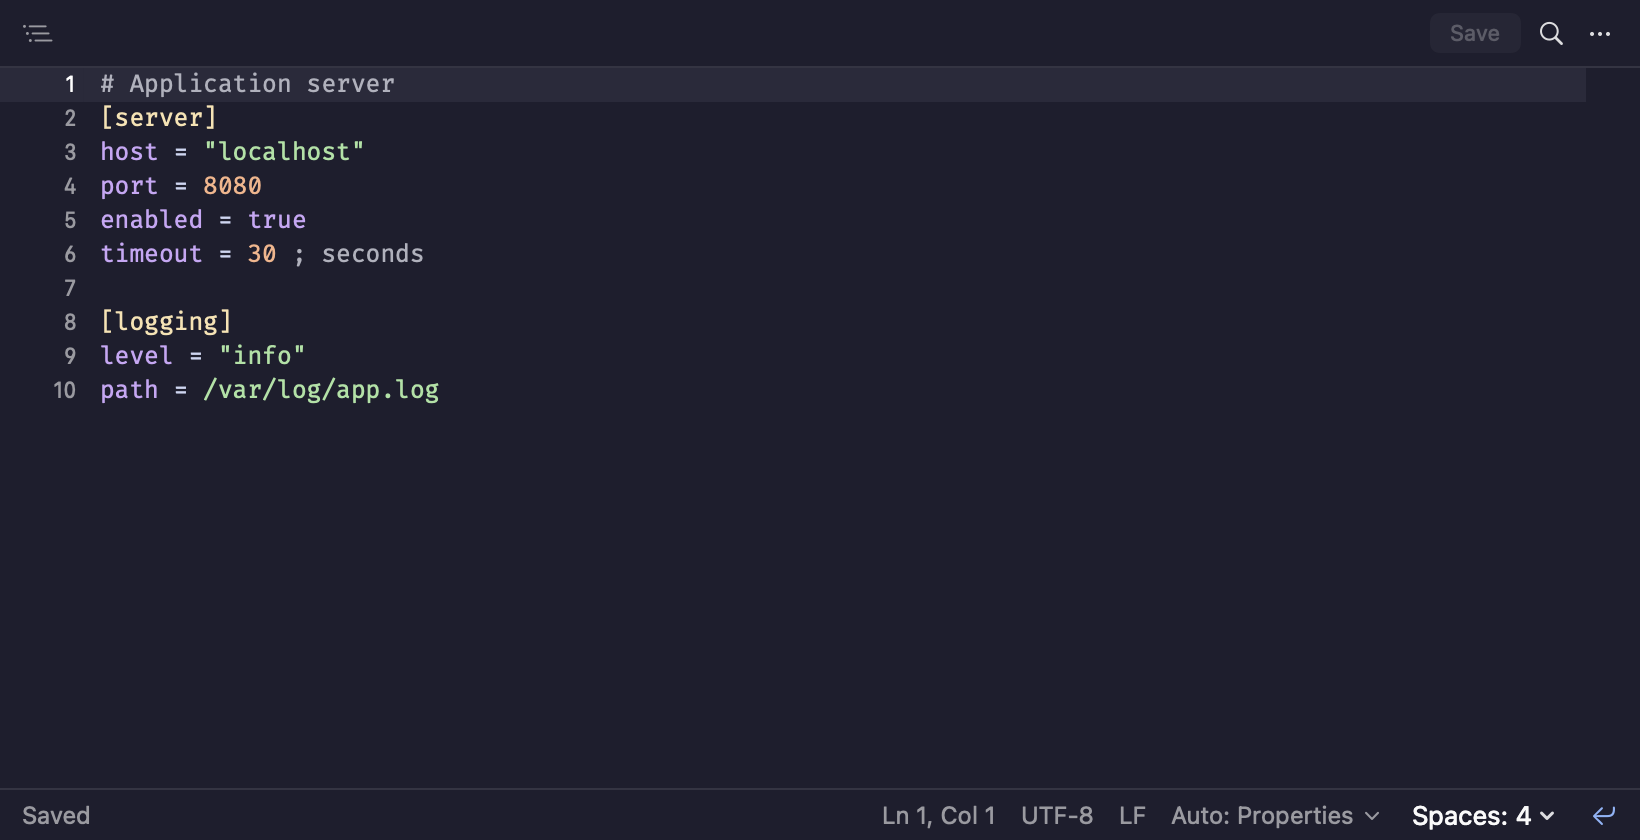 Save
1 # Application server
2 [server]
3 host = "localhost"
4 port = 8080
5 enabled = true
6 timeout = 30 ; seconds
7
8 [logging]
9 level = "info"
10 path = /var/log/app.log
Saved Ln 1, Col 1 UTF-8 LF Auto: Properties Spaces: 4